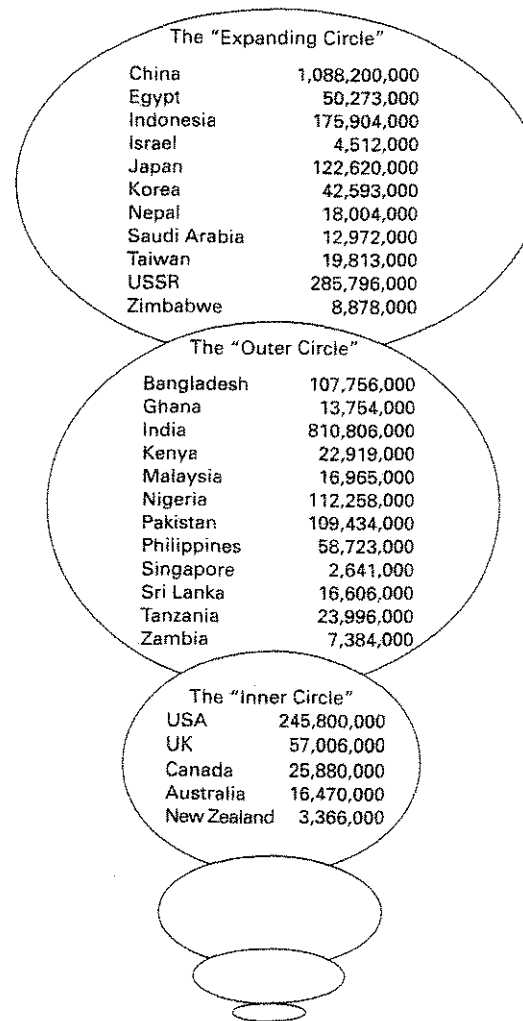 The "Expanding Circle"
China 1,088,200,000
Egypt 50,273,000
Indonesia 175,904,000
Israel 4,512,000
Japan 122,620,000
Korea 42,593,000
Nepal 18,004,000
Saudi Arabia 12,972,000
Taiwan 19,813,000
USSR 285,796,000
Zimbabwe 8,878,000
The "Outer Circle"
Bangladesh 107,756,000
Ghana 13,754,000
India 810,806,000
Kenya 22,919,000
Malaysia 16,965,000
Nigeria 112,258,000
Pakistan 109,434,000
Philippines 58,723,000
Singapore 2,641,000
Sri Lanka 16,606,000
Tanzania 23,996,000
Zambia 7,384,000
The "Inner Circle"
USA 245,800,000
UK 57,006,000
Canada 25,880,000
Australia 16,470,000
New Zealand 3,366,000